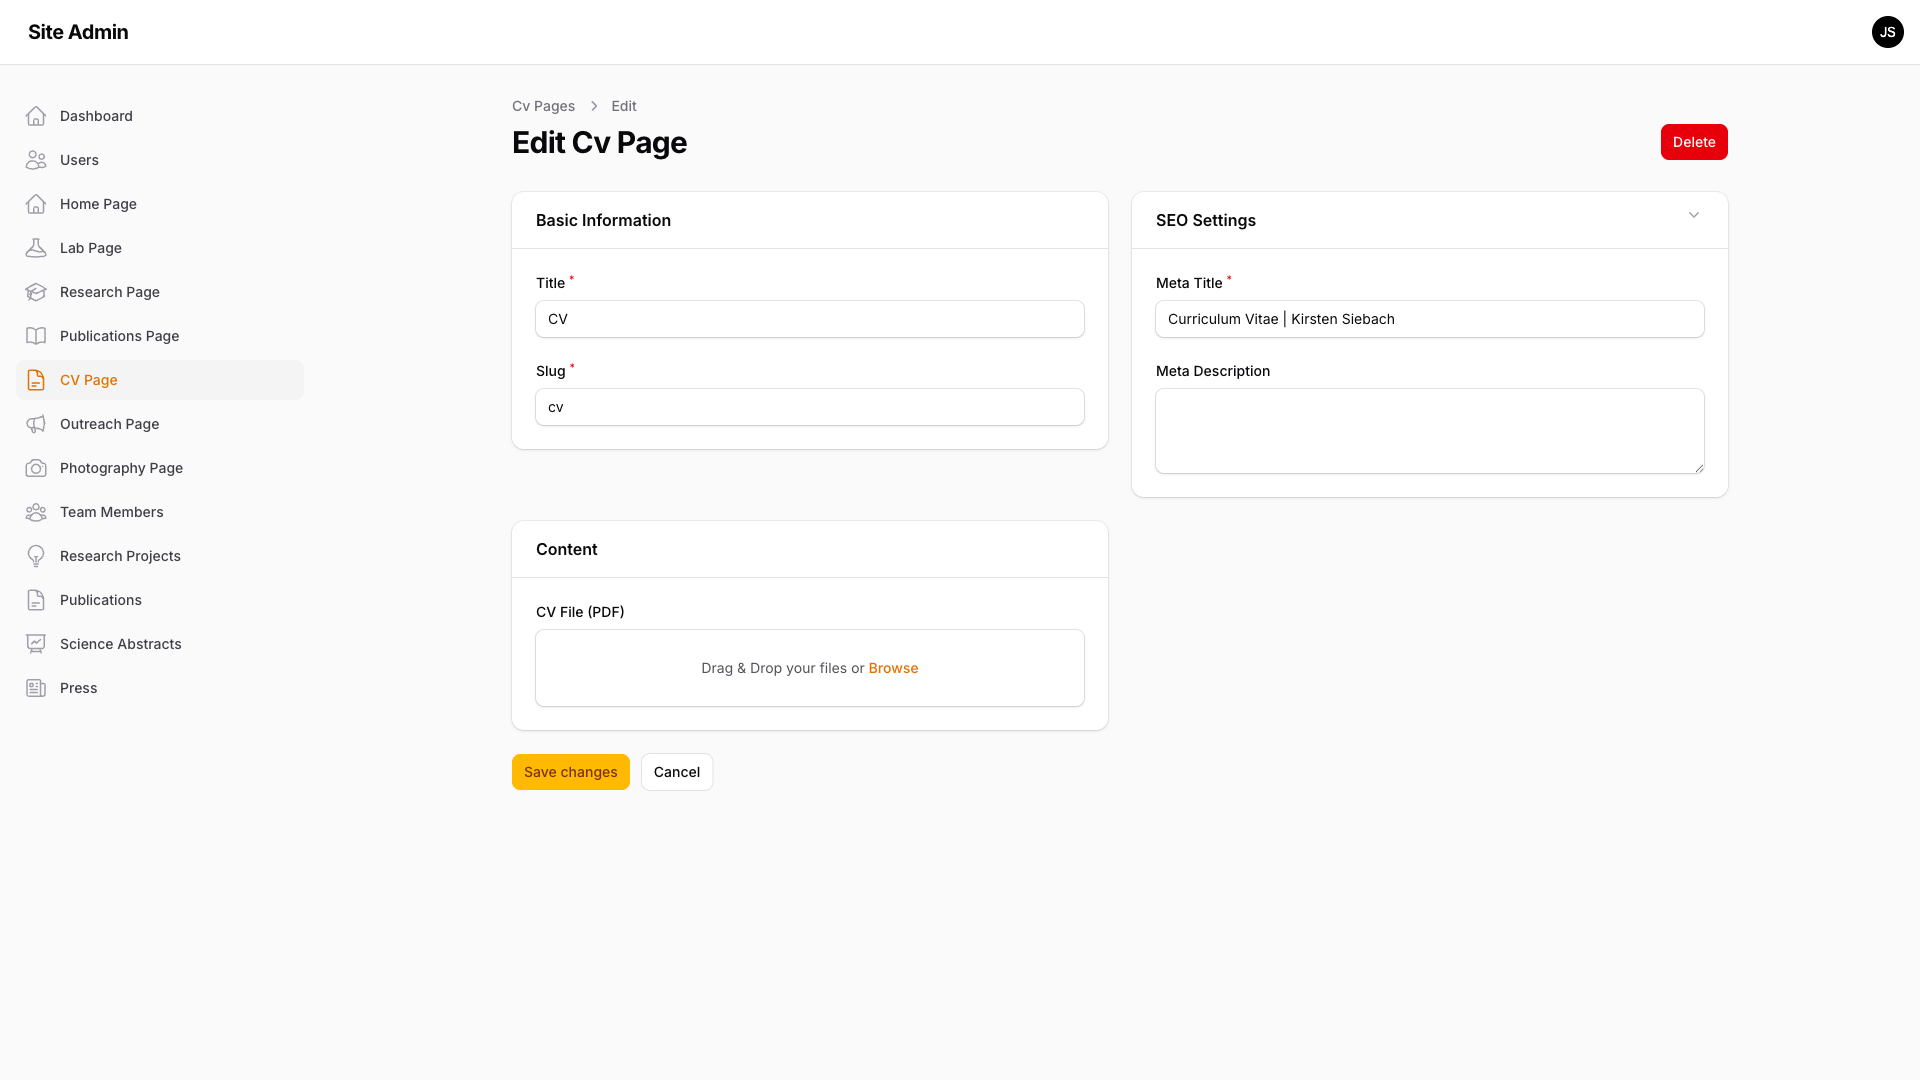 Site Admin
JS
Dashboard
Users
Home Page
Lab Page
Research Page
Publications Page
CV Page
Outreach Page
Photography Page
Team Members
Research Projects
Publications
Science Abstracts
Press
Cv Pages > Edit
Edit Cv Page
Delete
Basic Information
Title *
CV
Slug *
cv
SEO Settings
Meta Title *
Curriculum Vitae | Kirsten Siebach
Meta Description
Content
CV File (PDF)
Drag & Drop your files or Browse
Save changes
Cancel